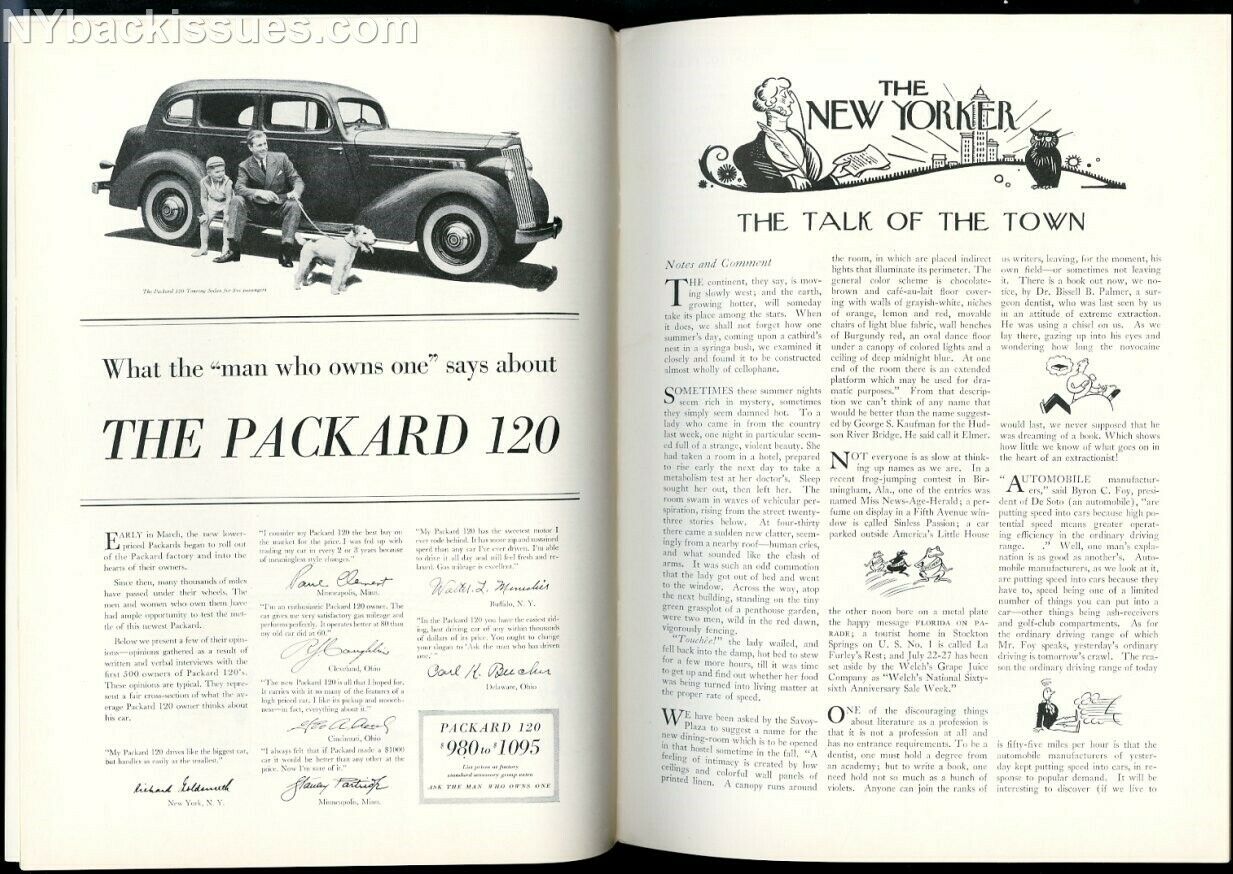 NYbackissues.com
The Packard 120 Touring Sedan for five passengers
What the “man who owns one” says about
THE PACKARD 120
EARLY in March, the new lower-
priced Packards began to roll out
of the Packard factory and into the
hearts of their owners.
Since then, many thousands of miles
have passed under their wheels. The
men and women who own them have
had ample opportunity to test the met-
tle of this newest Packard.
Below we present a few of their opin-
ions—opinions gathered as a result of
written and verbal interviews with the
first 500 owners of Packard 120's.
These opinions are typical. They repre-
sent a fair cross-section of what the av-
erage Packard 120 owner thinks about
his car.
“My Packard 120 drives like the biggest car,
but handles as easily as the smallest.”
Richard Goldsmith
New York, N. Y.
“I consider my Packard 120 the best buy on
the market for the price. I was fed up with
trading my car in every 2 or 3 years because
of meaningless style changes.”
Paul Clement
Minneapolis, Minn.
“I'm an enthusiastic Packard 120 owner. The
car gives me very satisfactory gas mileage and
performs perfectly. It operates better at 80 than
my old car did at 60.”
Cleveland, Ohio
“The new Packard 120 is all that I hoped for.
It carries with it so many of the features of a
high priced car. I like its pickup and smooth-
ness—in fact, everything about it.”
Cincinnati, Ohio
“I always felt that if Packard made a $1000
car it would be better than any other at the
price. Now I'm sure of it.”
Stanley Partridge
Minneapolis, Minn.
“My Packard 120 has the sweetest motor I
ever rode behind. It has more zip and sustained
speed than any car I've ever driven. I'm able
to drive it all day and still feel fresh and re-
laxed. Gas mileage is excellent.”
Walter L.
Buffalo, N. Y.
“In the Packard 120 you have the easiest rid-
ing, best driving car of any within thousands
of dollars of its price. You ought to change
your slogan to ‘Ask the man who has driven
one.’”
Carl K.
Delaware, Ohio
PACKARD 120
$980 to $1095
List prices at factory
standard accessory group extra
ASK THE MAN WHO OWNS ONE
THE
NEW YORKER
THE TALK OF THE TOWN
Notes and Comment
THE continent, they say, is mov-
ing slowly west; and the earth,
growing hotter, will someday
take its place among the stars. When
it does, we shall not forget how one
summer's day, coming upon a catbird's
nest in a syringa bush, we examined it
closely and found it to be constructed
almost wholly of cellophane.
SOMETIMES these summer nights
seem rich in mystery, sometimes
they simply seem damned hot. To a
lady who came in from the country
last week, one night in particular seem-
ed full of a strange, violent beauty. She
had taken a room in a hotel, prepared
to rise early the next day to take a
metabolism test at her doctor's. Sleep
sought her out, then left her. The
room swam in waves of vehicular per-
spiration, rising from the street twenty-
three stories below. At four-thirty
there came a sudden new clatter, seem-
ingly from a nearby roof—human cries,
and what sounded like the clash of
arms. It was such an odd commotion
that the lady got out of bed and went
to the window. Across the way, atop
the next building, standing on the tiny
green grassplot of a penthouse garden,
were two men, wild in the red dawn,
vigorously fencing.
“Touchée!” the lady wailed, and
fell back into the damp, hot bed to stew
for a few more hours, till it was time
to get up and find out whether her food
was being turned into living matter at
the proper rate of speed.
WE have been asked by the Savoy-
Plaza to suggest a name for the
new dining-room which is to be opened
in that hostel sometime in the fall. “A
feeling of intimacy is created by low
ceilings and colorful wall panels of
printed linen. A canopy runs around
the room, in which are placed indirect
lights that illuminate its perimeter. The
general color scheme is chocolate-
brown and café-au-lait floor cover-
ing with walls of grayish-white, niches
of orange, lemon and red, movable
chairs of light blue fabric, wall benches
of Burgundy red, an oval dance floor
under a canopy of colored lights and a
ceiling of deep midnight blue. At one
end of the room there is an extended
platform which may be used for dra-
matic purposes.” From that descrip-
tion we can't think of any name that
would be better than the name suggest-
ed by George S. Kaufman for the Hud-
son River Bridge. He said call it Elmer.
NOT everyone is as slow at think-
ing up names as we are. In a
recent frog-jumping contest in Bir-
mingham, Ala., one of the entries was
named Miss News-Age-Herald; a per-
fume on display in a Fifth Avenue win-
dow is called Sinless Passion; a car
parked outside America's Little House
the other noon bore on a metal plate
the happy message FLORIDA ON PA-
RADE; a tourist home in Stockton
Springs on U. S. No. 1 is called La
Furley's Rest; and July 22-27 has been
set aside by the Welch's Grape Juice
Company as “Welch's National Sixty-
sixth Anniversary Sale Week.”
ONE of the discouraging things
about literature as a profession is
that it is not a profession at all and
has no entrance requirements. To be a
dentist, one must hold a degree from
an academy; but to write a book, one
need hold not so much as a bunch of
violets. Anyone can join the ranks of
us writers, leaving, for the moment, his
own field—or sometimes not leaving
it. There is a book out now, we no-
tice, by Dr. Bissell B. Palmer, a sur-
geon dentist, who was last seen by us
in an attitude of extreme extraction.
He was using a chisel on us. As we
lay there, gazing up into his eyes and
wondering how long the novocaine
would last, we never supposed that he
was dreaming of a book. Which shows
how little we know of what goes on in
the heart of an extractionist!
“AUTOMOBILE manufactur-
ers,” said Byron C. Foy, presi-
dent of De Soto (an automobile), “are
putting speed into cars because high po-
tential speed means greater operat-
ing efficiency in the ordinary driving
range. . .” Well, one man's expla-
nation is as good as another's. Auto-
mobile manufacturers, as we look at it,
are putting speed into cars because they
have to, speed being one of a limited
number of things you can put into a
car—other things being ash-receivers
and golf-club compartments. As for
the ordinary driving range of which
Mr. Foy speaks, yesterday's ordinary
driving is tomorrow's crawl. The rea-
son the ordinary driving range of today
is fifty-five miles per hour is that the
automobile manufacturers of yester-
day kept putting speed into cars, in re-
sponse to popular demand. It will be
interesting to discover (if we live to